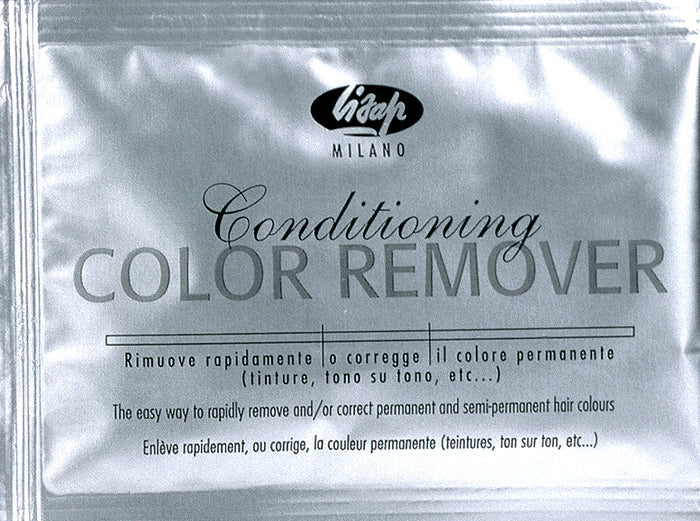 lisap
MILANO
Conditioning
COLOR REMOVER
Rimuove rapidamente o corregge il colore permanente
(tinture, tono su tono, etc...)
The easy way to rapidly remove and/or correct permanent and semi-permanent hair colours
Enlève rapidement, ou corrige, la couleur permanente (teintures, ton sur ton, etc...)